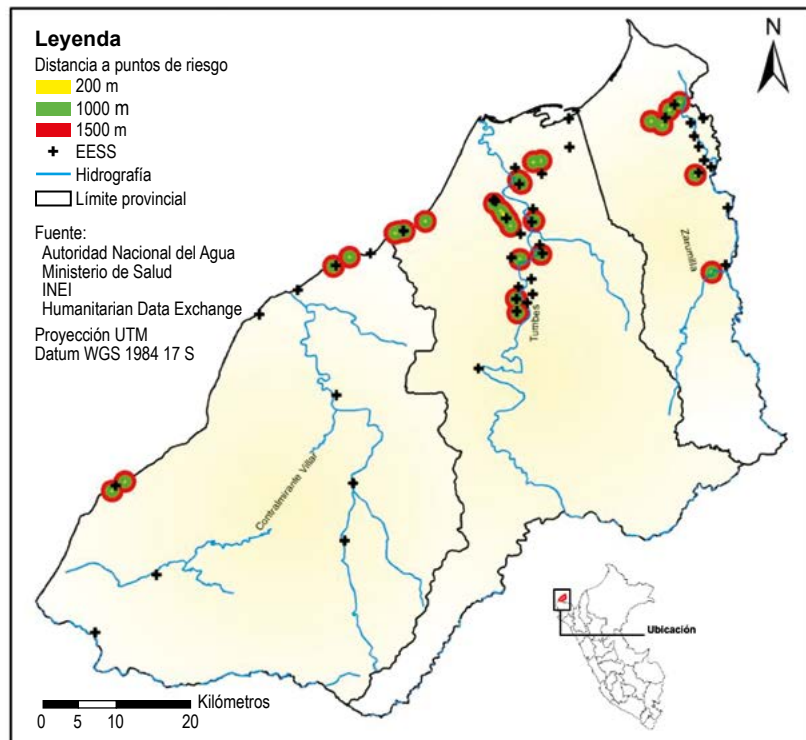 Leyenda
Distancia a puntos de riesgo
200 m
1000 m
1500 m
EESS
Hidrografía
Límite provincial
Fuente:
Autoridad Nacional del Agua
Ministerio de Salud
INEI
Humanitarian Data Exchange
Proyección UTM
Datum WGS 1984 17 S
N
Zarumilla
Tumbes
Contralmirante Villar
Ubicación
Kilómetros
0 5 10 20